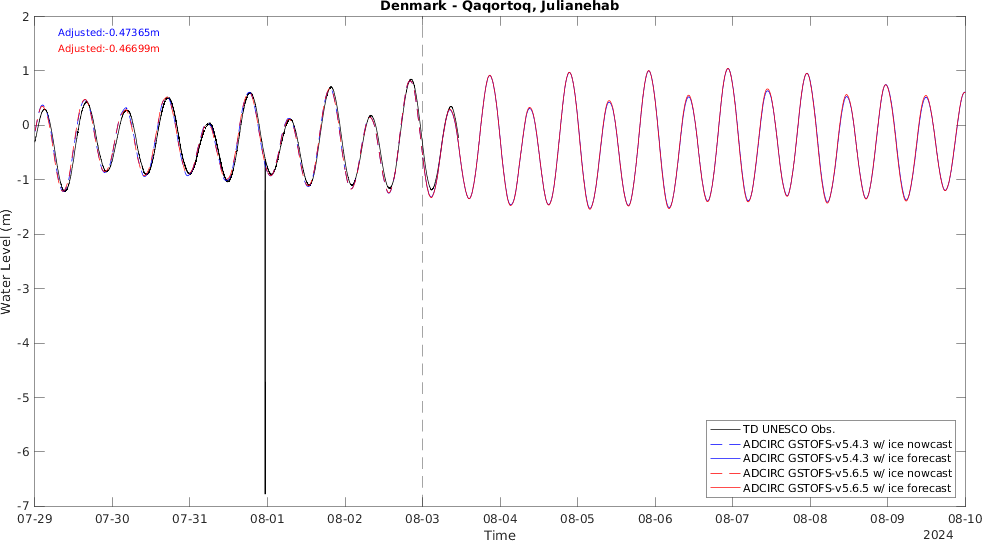 Denmark - Qaqortoq, Julianehab
Adjusted:-0.47365m
Adjusted:-0.46699m
2
1
0
-1
-2
-3
-4
-5
-6
-7
Water Level (m)
TD UNESCO Obs.
ADCIRC GSTOFS-v5.4.3 w/ ice nowcast
ADCIRC GSTOFS-v5.4.3 w/ ice forecast
ADCIRC GSTOFS-v5.6.5 w/ ice nowcast
ADCIRC GSTOFS-v5.6.5 w/ ice forecast
07-29 07-30 07-31 08-01 08-02 08-03 08-04 08-05 08-06 08-07 08-08 08-09 08-10
Time
2024